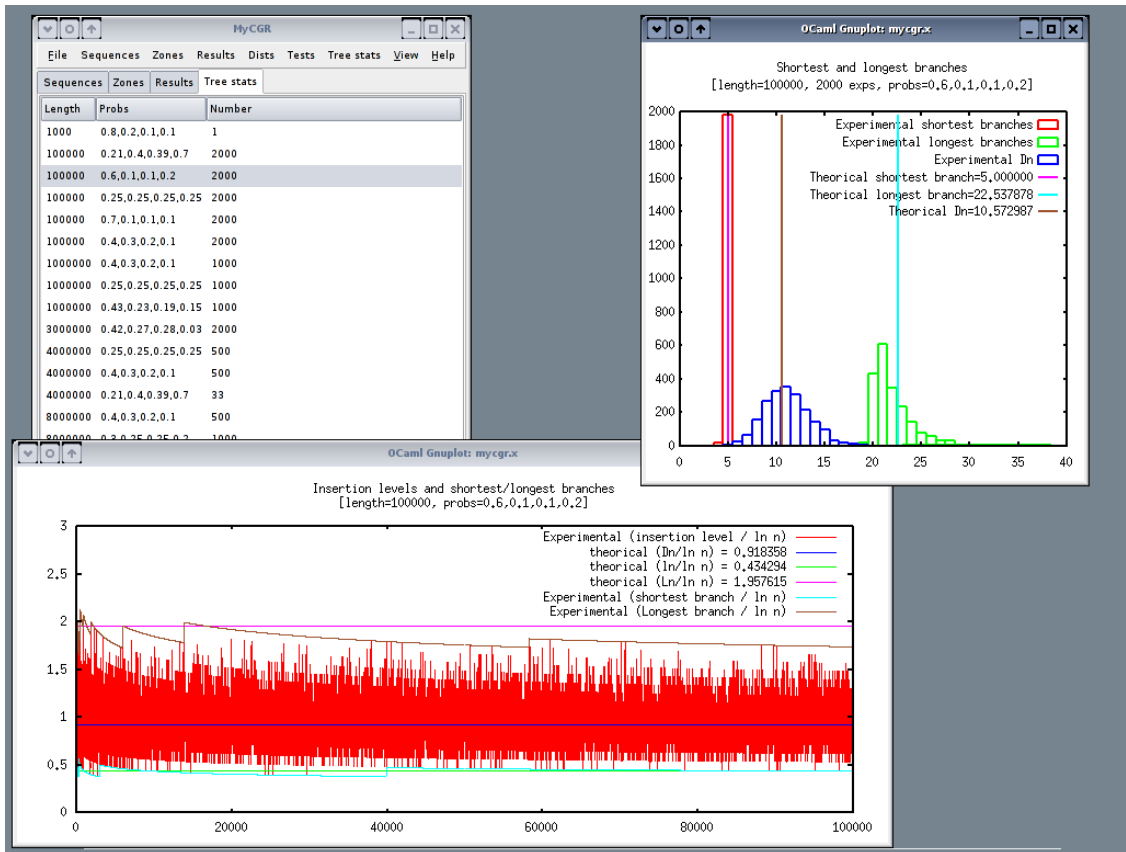 MyCGR
File Sequences Zones Results Dists Tests Tree stats View Help
Sequences Zones Results Tree stats
Length Probs Number
1000 0.8,0.2,0.1,0.1 1
100000 0.21,0.4,0.39,0.7 2000
100000 0.6,0.1,0.1,0.2 2000
100000 0.25,0.25,0.25,0.25 2000
100000 0.7,0.1,0.1,0.1 2000
100000 0.4,0.3,0.2,0.1 2000
1000000 0.4,0.3,0.2,0.1 1000
1000000 0.25,0.25,0.25,0.25 1000
1000000 0.43,0.23,0.19,0.15 1000
3000000 0.42,0.27,0.28,0.03 2000
4000000 0.25,0.25,0.25,0.25 500
4000000 0.4,0.3,0.2,0.1 500
4000000 0.21,0.4,0.39,0.7 33
8000000 0.4,0.3,0.2,0.1 500
8000000 0.3,0.25,0.25,0.2 1000
OCaml Gnuplot: mycgr.x
Shortest and longest branches
[length=100000, 2000 exps, probs=0.6,0.1,0.1,0.2]
2000
1800
1600
1400
1200
1000
800
600
400
200
0
Experimental shortest branches
Experimental longest branches
Experimental Dn
Theorical shortest branch=5.000000
Theorical longest branch=22.537878
Theorical Dn=10.572987
0 5 10 15 20 25 30 35 40
OCaml Gnuplot: mycgr.x
Insertion levels and shortest/longest branches
[length=100000, probs=0.6,0.1,0.1,0.2]
3
2.5
2
1.5
1
0.5
0
Experimental (insertion level / ln n)
theorical (Dn/ln n) = 0.918358
theorical (ln/ln n) = 0.434294
theorical (Ln/ln n) = 1.957615
Experimental (shortest branch / ln n)
Experimental (Longest branch / ln n)
0 20000 40000 60000 80000 100000